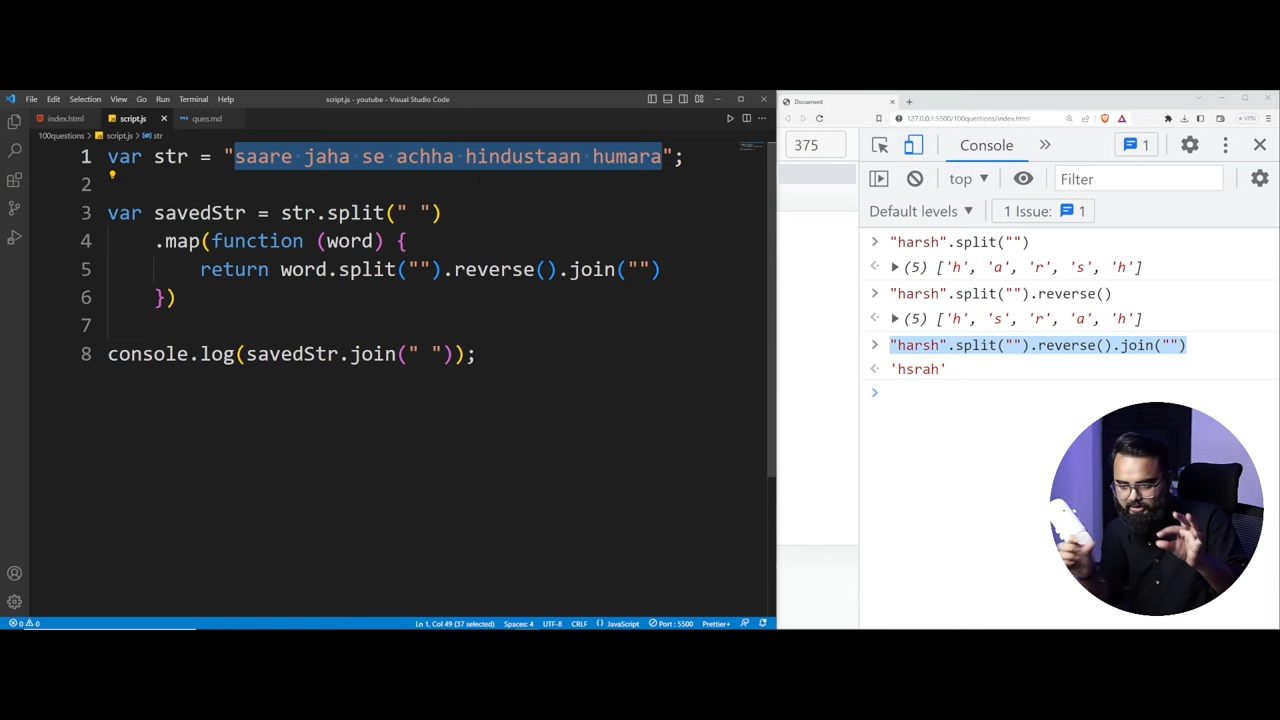 File Edit Selection View Go Run Terminal Help script.js - youtube - Visual Studio Code
index.html script.js ques.md
100questions > script.js > str
1 var str = "saare jaha se achha hindustaan humara";
2
3 var savedStr = str.split(" ")
4 .map(function (word) {
5 return word.split("").reverse().join("")
6 })
7
8 console.log(savedStr.join(" "));
0 0 Ln 1, Col 49 (37 selected) Spaces: 4 UTF-8 CRLF {} JavaScript Port : 5500 Prettier+
Document
127.0.0.1:5500/100questions/index.html VPN
375 Console 1
top Filter
Default levels 1 Issue: 1
"harsh".split("")
(5) ['h', 'a', 'r', 's', 'h']
"harsh".split("").reverse()
(5) ['h', 's', 'r', 'a', 'h']
"harsh".split("").reverse().join("")
'hsrah'